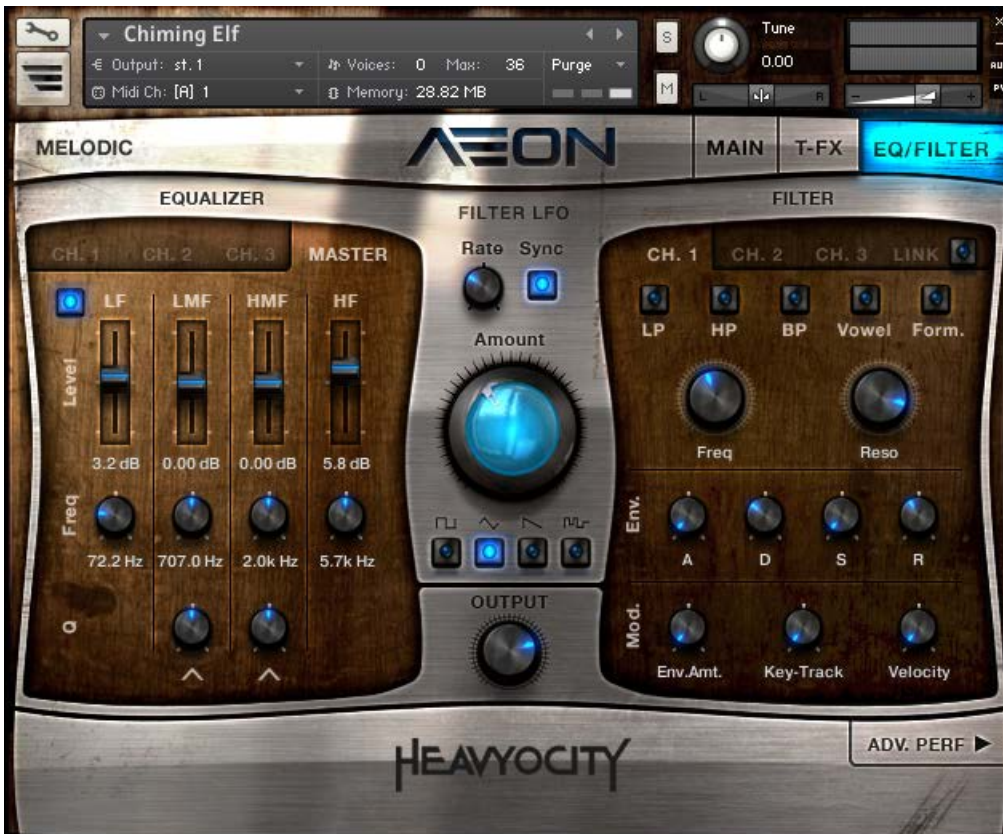 Chiming Elf
Output: st. 1
Voices: 0 Max: 36 Purge
Midi Ch: [A] 1
Memory: 28.82 MB
S
M
Tune
0.00
L R
- +
MELODIC
AEON
MAIN T-FX EQ/FILTER
EQUALIZER
FILTER LFO
FILTER
CH. 1 CH. 2 CH. 3 MASTER
Rate Sync
CH. 1 CH. 2 CH. 3 LINK
LF LMF HMF HF
LP HP BP Vowel Form.
Amount
Level
3.2 dB 0.00 dB 0.00 dB 5.8 dB
Freq Reso
Freq
72.2 Hz 707.0 Hz 2.0k Hz 5.7k Hz
Env.
A D S R
OUTPUT
Q
Mod.
Env.Amt. Key-Track Velocity
ADV. PERF
HEAVYOCITY